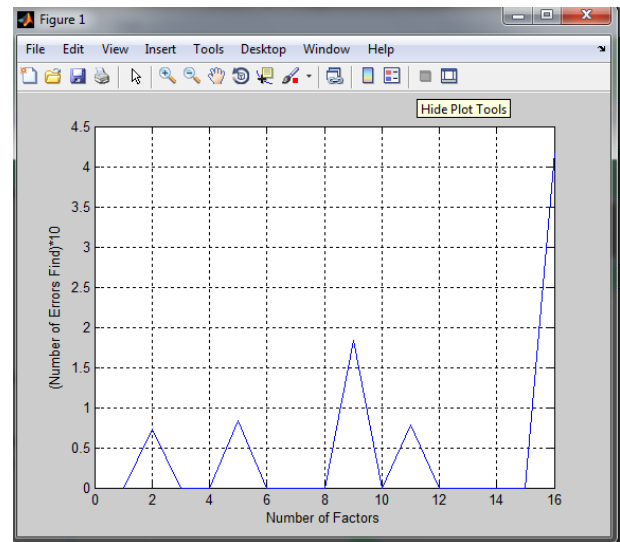 Figure 1
File Edit View Insert Tools Desktop Window Help
Hide Plot Tools
4.5
4
3.5
3
2.5
2
1.5
1
0.5
0
(Number of Errors Find)*10
0 2 4 6 8 10 12 14 16
Number of Factors